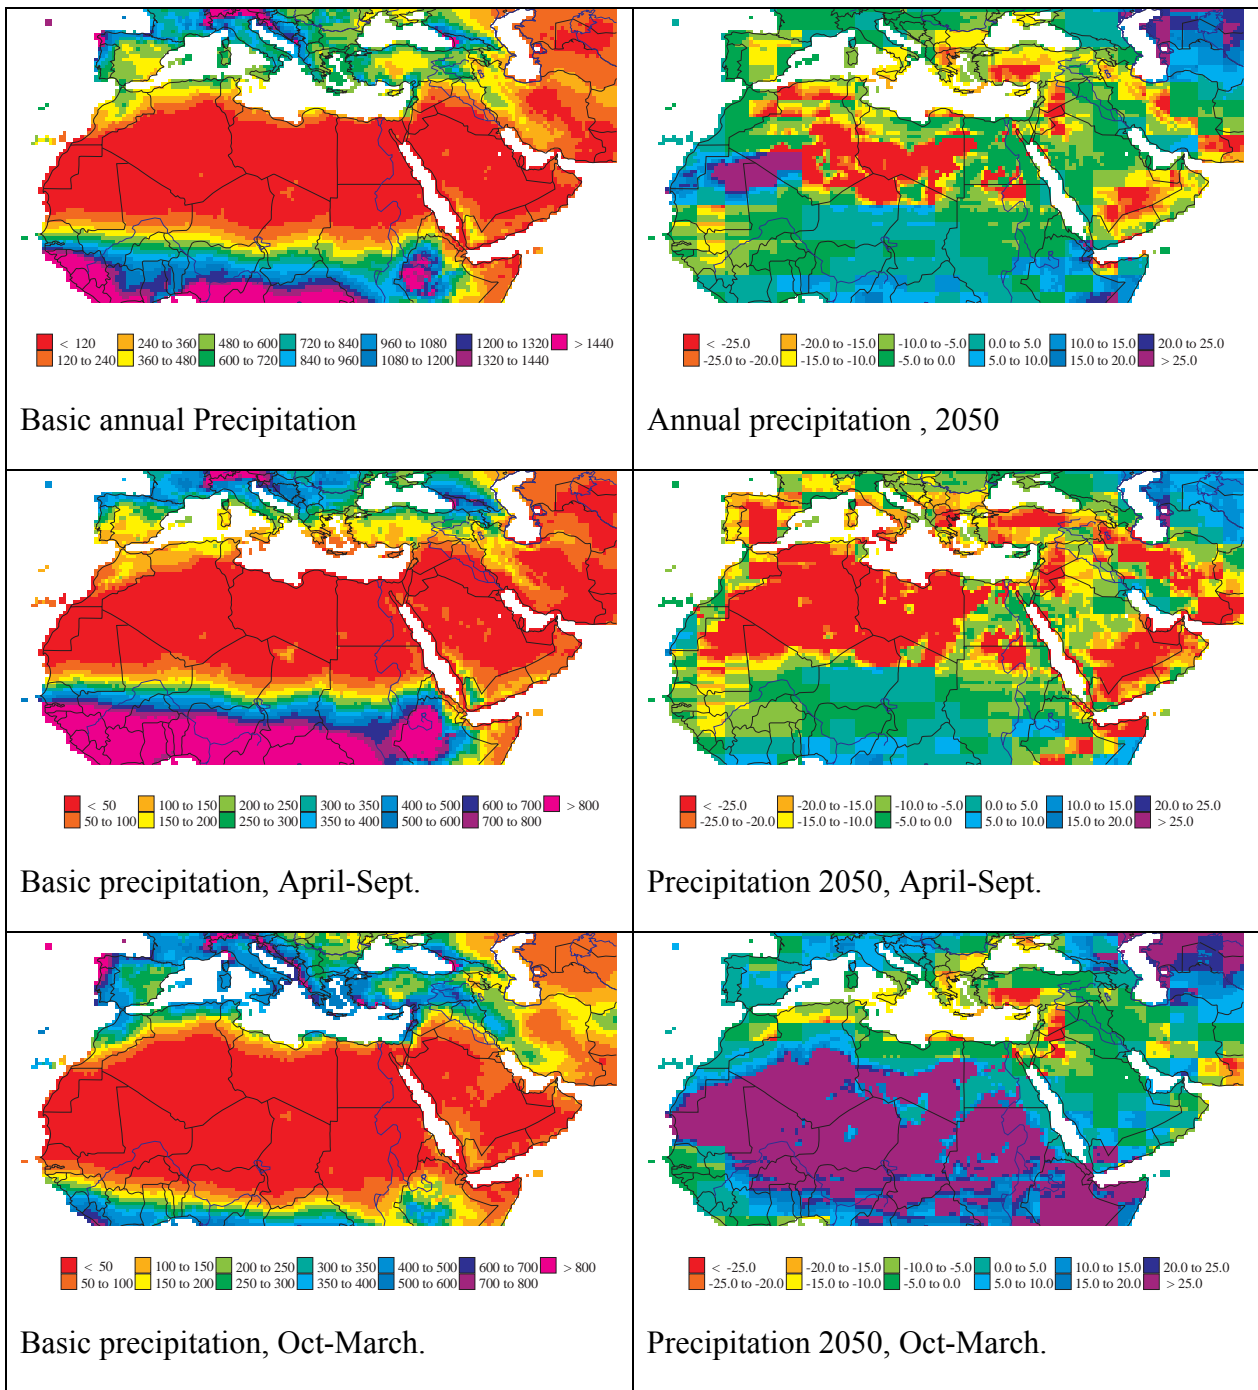 < 120 240 to 360 480 to 600 720 to 840 960 to 1080 1200 to 1320 > 1440
120 to 240 360 to 480 600 to 720 840 to 960 1080 to 1200 1320 to 1440
Basic annual Precipitation
< -25.0 -20.0 to -15.0 -10.0 to -5.0 0.0 to 5.0 10.0 to 15.0 20.0 to 25.0
-25.0 to -20.0 -15.0 to -10.0 -5.0 to 0.0 5.0 to 10.0 15.0 to 20.0 > 25.0
Annual precipitation , 2050
< 50 100 to 150 200 to 250 300 to 350 400 to 500 600 to 700 > 800
50 to 100 150 to 200 250 to 300 350 to 400 500 to 600 700 to 800
Basic precipitation, April-Sept.
< -25.0 -20.0 to -15.0 -10.0 to -5.0 0.0 to 5.0 10.0 to 15.0 20.0 to 25.0
-25.0 to -20.0 -15.0 to -10.0 -5.0 to 0.0 5.0 to 10.0 15.0 to 20.0 > 25.0
Precipitation 2050, April-Sept.
< 50 100 to 150 200 to 250 300 to 350 400 to 500 600 to 700 > 800
50 to 100 150 to 200 250 to 300 350 to 400 500 to 600 700 to 800
Basic precipitation, Oct-March.
< -25.0 -20.0 to -15.0 -10.0 to -5.0 0.0 to 5.0 10.0 to 15.0 20.0 to 25.0
-25.0 to -20.0 -15.0 to -10.0 -5.0 to 0.0 5.0 to 10.0 15.0 to 20.0 > 25.0
Precipitation 2050, Oct-March.